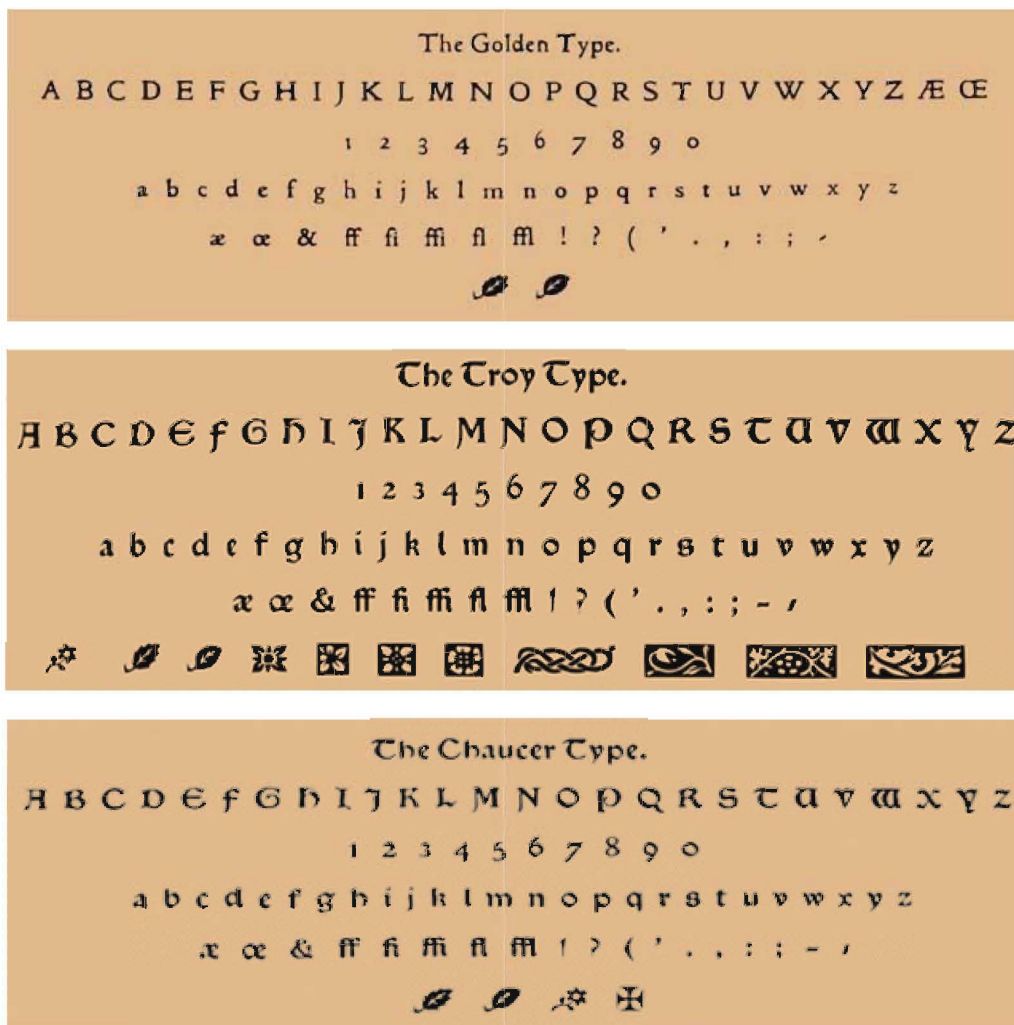 The Golden Type.
A B C D E F G H I J K L M N O P Q R S T U V W X Y Z Æ Œ
1 2 3 4 5 6 7 8 9 0
a b c d e f g h i j k l m n o p q r s t u v w x y z
æ œ & ff fi ffi fl ffl ! ? ( ’ . , : ; -
The Troy Type.
A B C D E F G H I J K L M N O P Q R S T U V W X Y Z
1 2 3 4 5 6 7 8 9 0
a b c d e f g h i j k l m n o p q r s t u v w x y z
æ œ & ff fi ffi fl ffl ! ? ( ’ . , : ; - ⸝
The Chaucer Type.
A B C D E F G H I J K L M N O P Q R S T U V W X Y Z
1 2 3 4 5 6 7 8 9 0
a b c d e f g h i j k l m n o p q r s t u v w x y z
æ œ & ff fi ffi fl ffl ! ? ( ’ . , : ; - ⸝